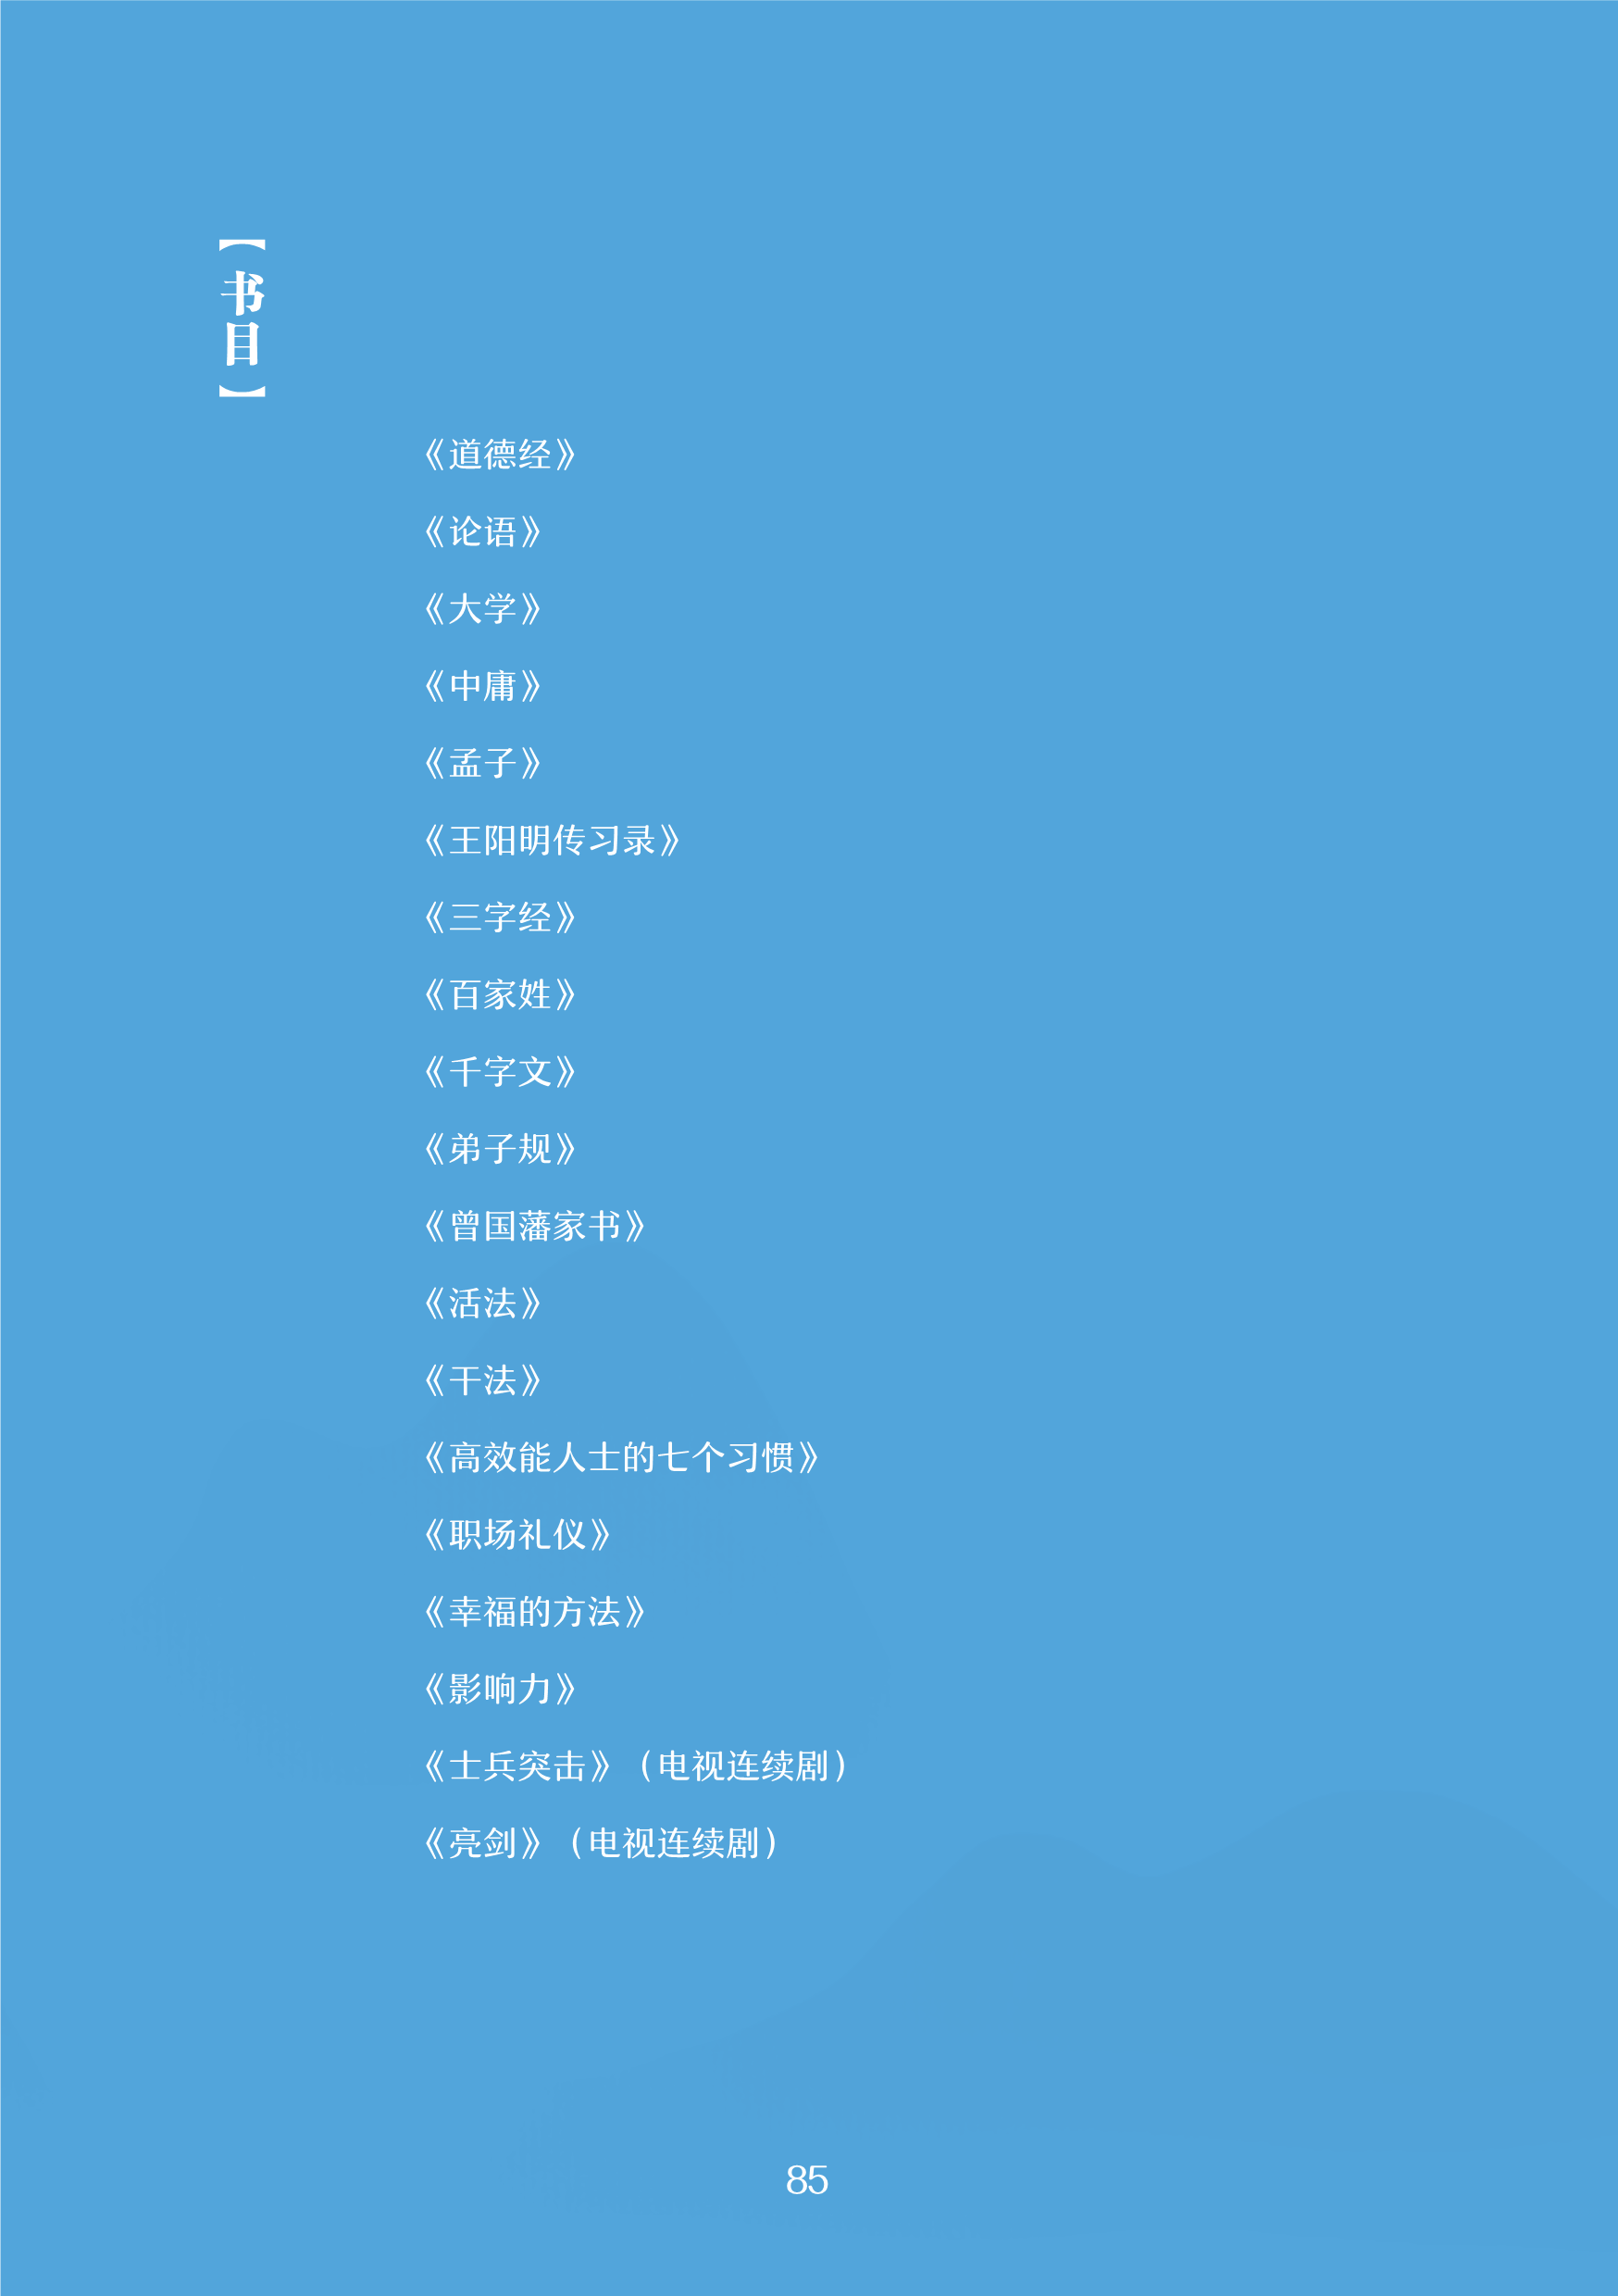 【书目】
《道德经》
《论语》
《大学》
《中庸》
《孟子》
《王阳明传习录》
《三字经》
《百家姓》
《千字文》
《弟子规》
《曾国藩家书》
《活法》
《干法》
《高效能人士的七个习惯》
《职场礼仪》
《幸福的方法》
《影响力》
《士兵突击》（电视连续剧）
《亮剑》（电视连续剧）
85